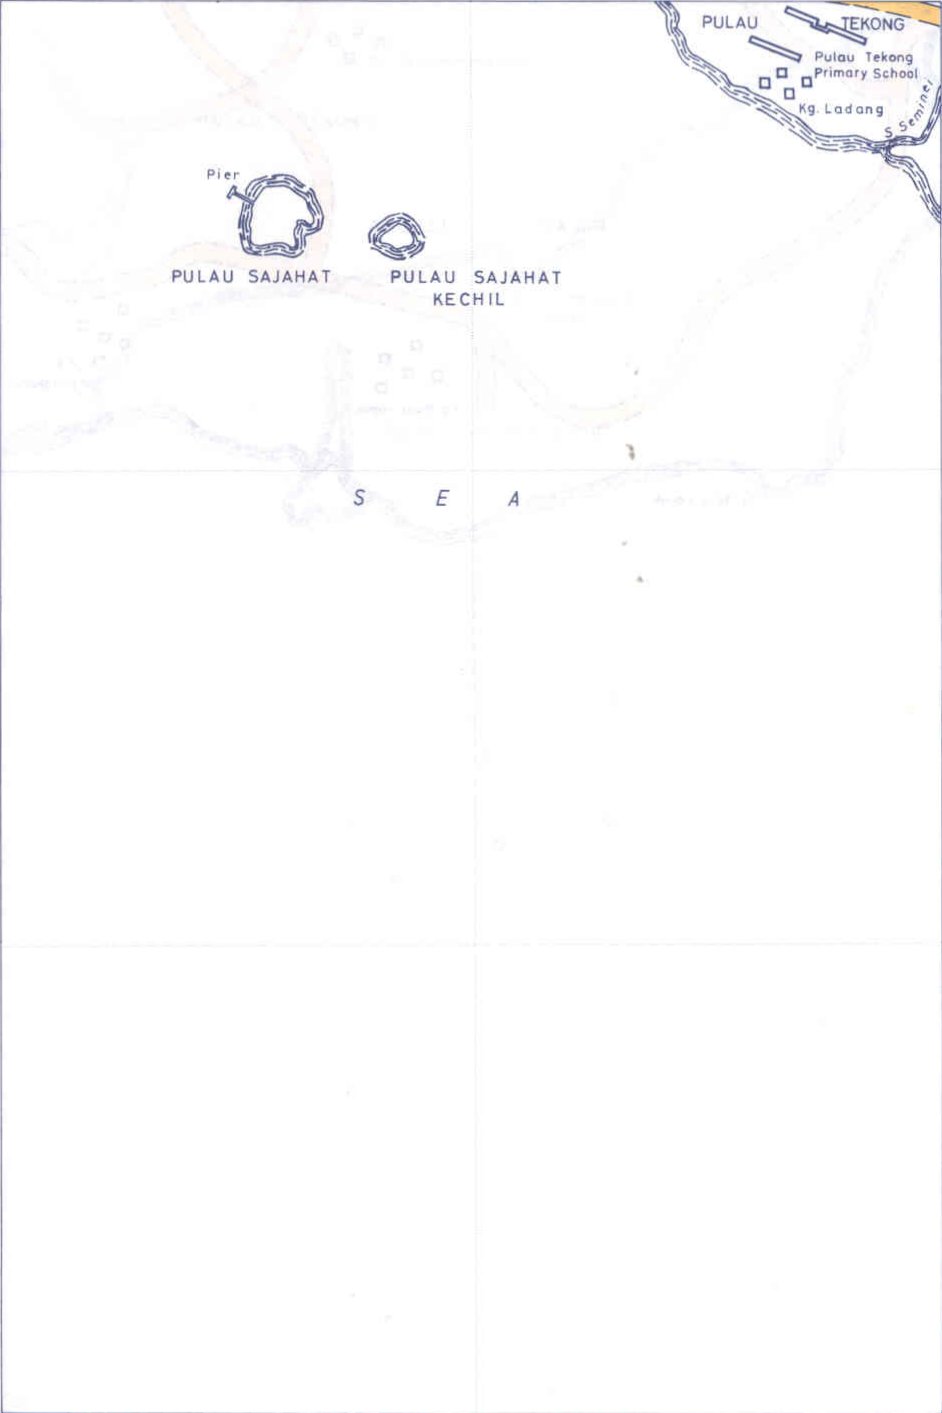 PULAU TEKONG
Pulau Tekong
Primary School
Kg. Ladang
S Seminei
Pier
PULAU SAJAHAT
PULAU SAJAHAT
KECHIL
S E A